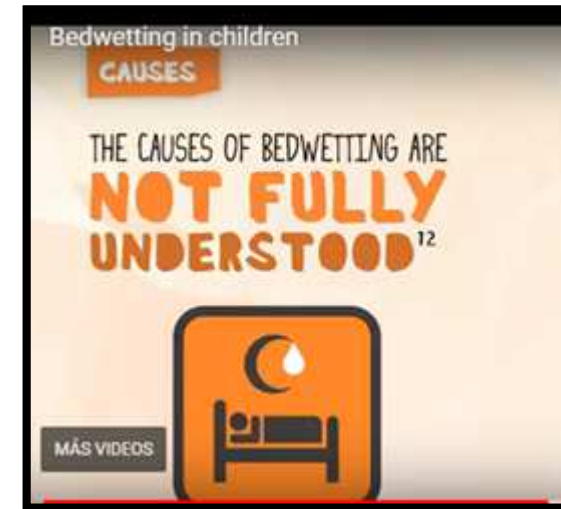 Bedwetting in children
CAUSES
THE CAUSES OF BEDWETTING ARE
NOT FULLY
UNDERSTOOD12
MÁS VIDEOS